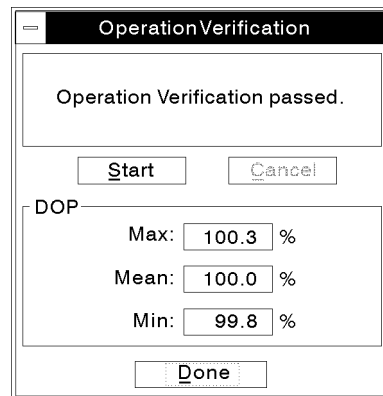 Operation Verification
Operation Verification passed.
Start Cancel
DOP
Max: 100.3 %
Mean: 100.0 %
Min: 99.8 %
Done